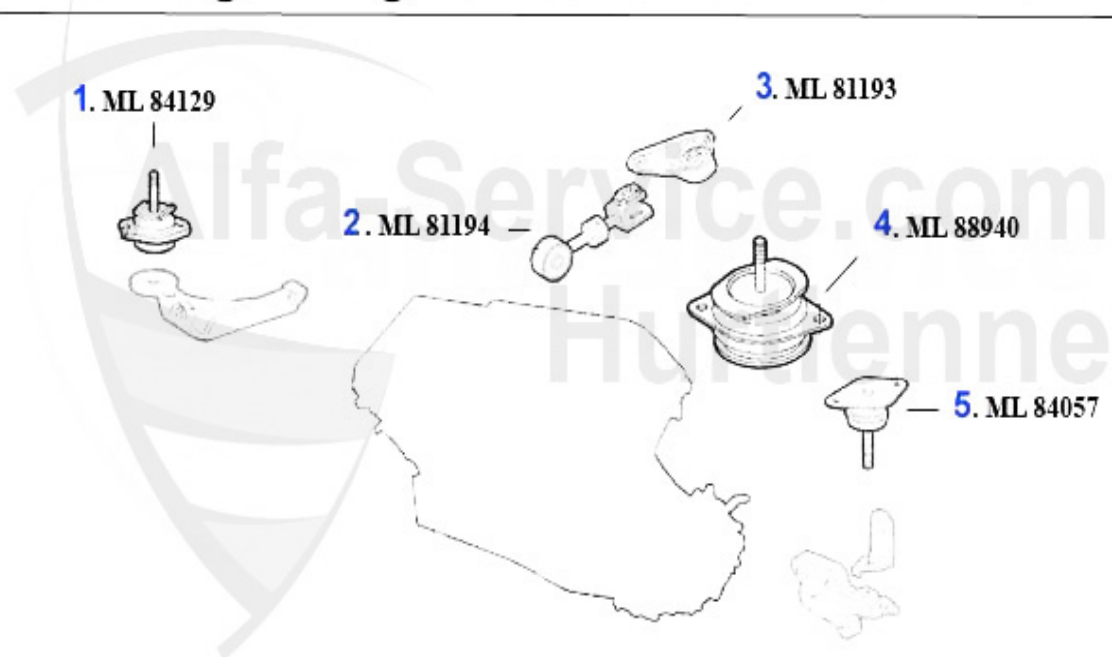 1. ML 84129
3. ML 81193
2. ML 81194
4. ML 88940
5. ML 84057
Alfa-Service.com
Hurtienne